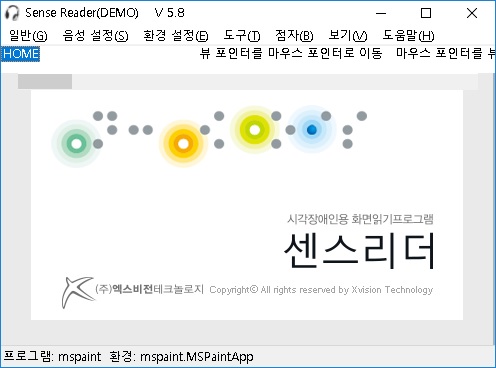 Sense Reader(DEMO) V 5.8
일반(G) 음성 설정(S) 환경 설정(E) 도구(T) 점자(B) 보기(V) 도움말(H)
HOME 뷰 포인터를 마우스 포인터로 이동 마우스 포인터를 뷰
시각장애인용 화면읽기프로그램
센스리더
(주)엑스비전테크놀로지 Copyright© All rights reserved by Xvision Technology
프로그램: mspaint 환경: mspaint.MSPaintApp